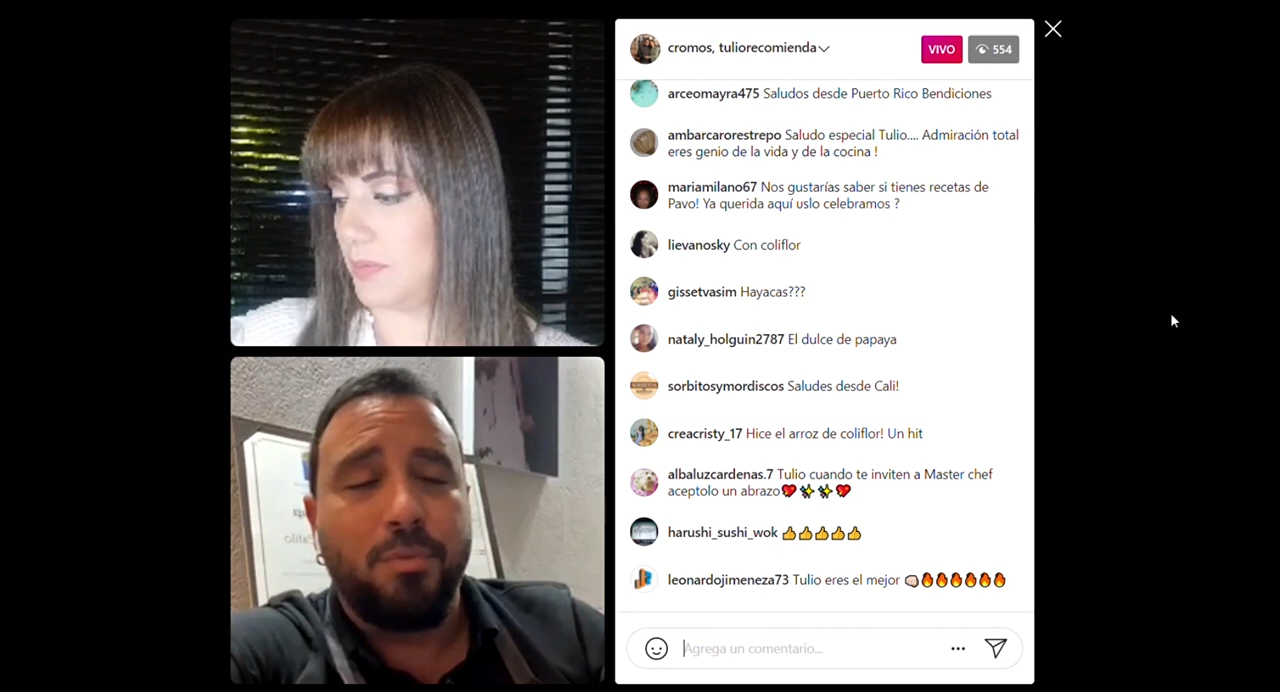 cromos, tuliorecomienda
VIVO
554
arceomayra475 Saludos desde Puerto Rico Bendiciones
ambarcarorestrepo Saludo especial Tulio.... Admiración total
eres genio de la vida y de la cocina !
mariamilano67 Nos gustarías saber si tienes recetas de
Pavo! Ya querida aquí uslo celebramos ?
lievanosky Con coliflor
gissetvasim Hayacas???
nataly_holguin2787 El dulce de papaya
sorbitosymordiscos Saludes desde Cali!
creacristy_17 Hice el arroz de coliflor! Un hit
albaluzcardenas.7 Tulio cuando te inviten a Master chef
aceptolo un abrazo💖✨✨💖
harushi_sushi_wok 👍👍👍👍👍
leonardojimeneza73 Tulio eres el mejor 👊🔥🔥🔥🔥🔥🔥
Agrega un comentario...